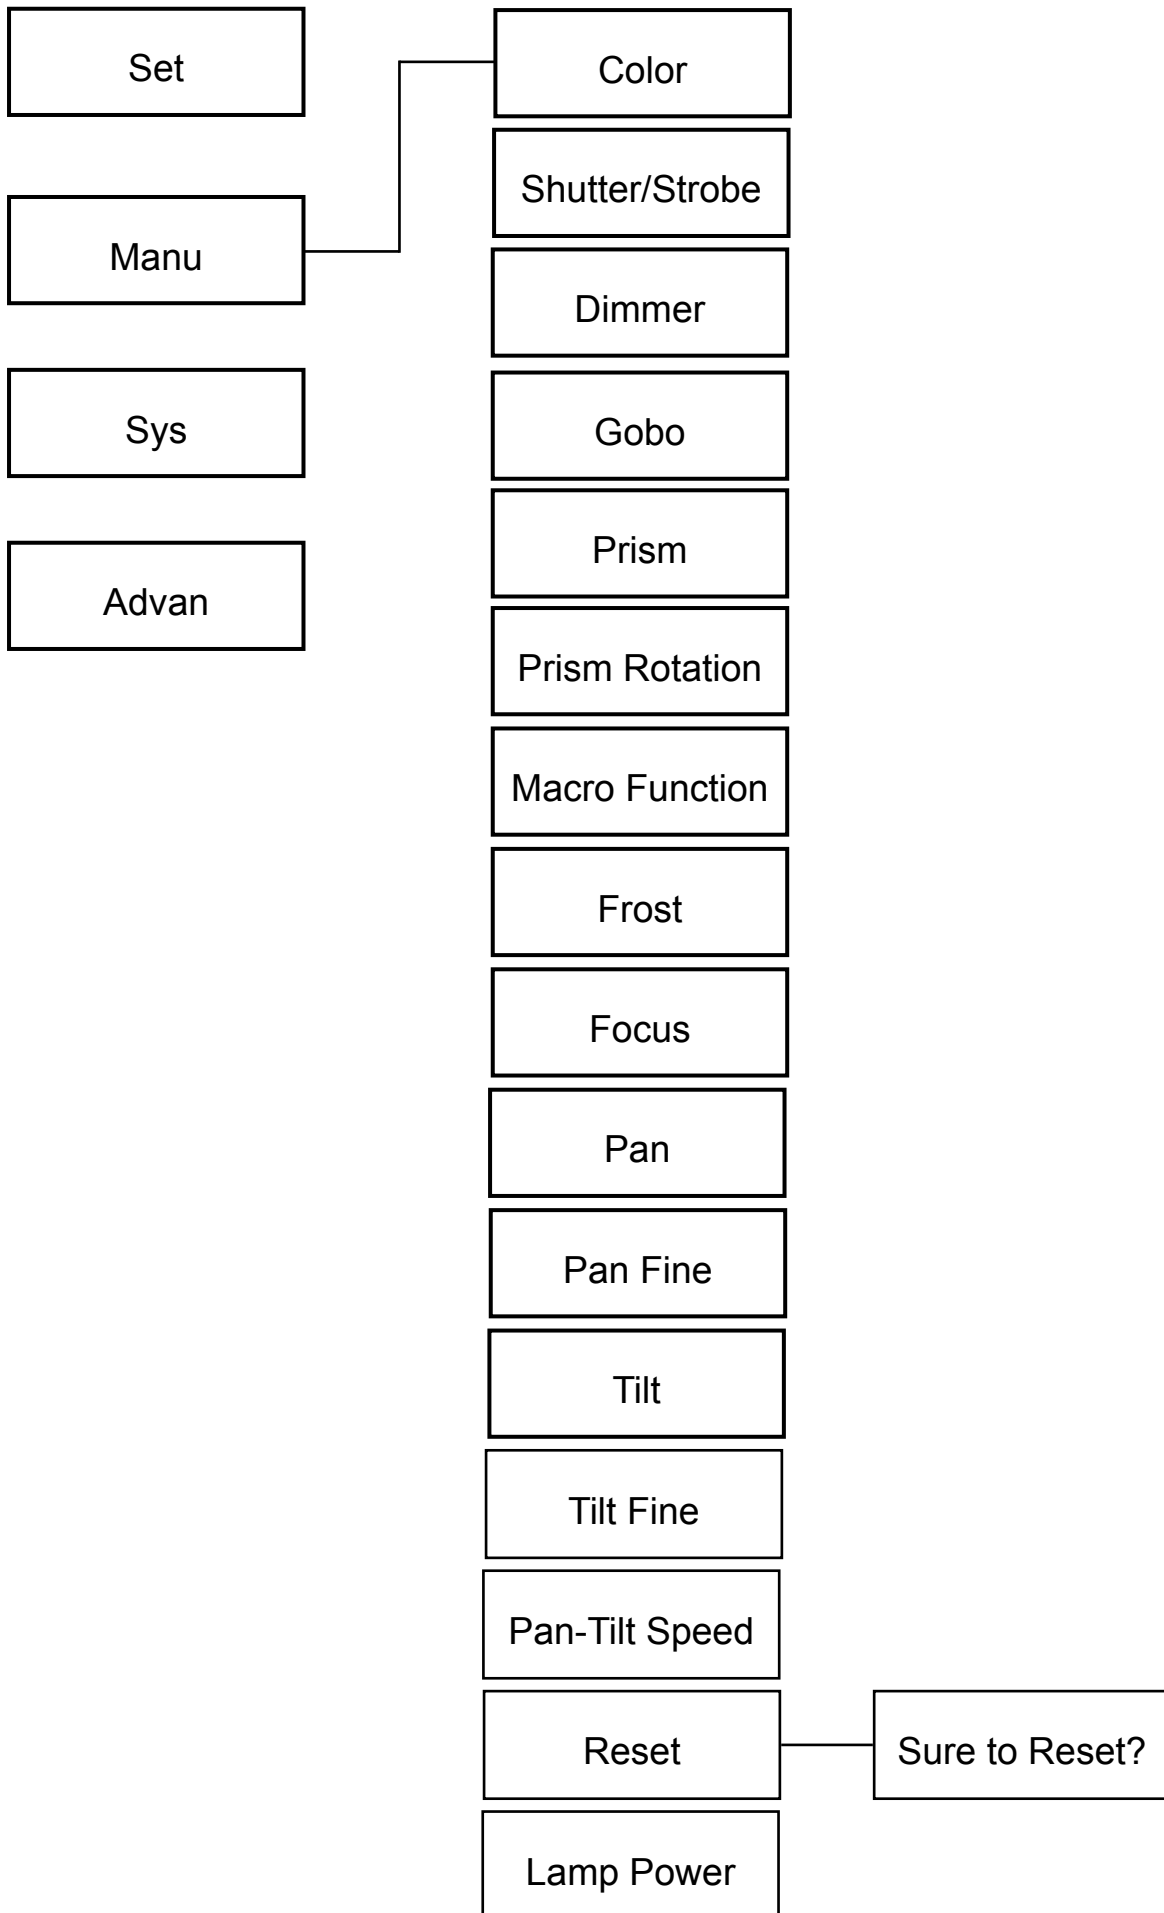 Set
Manu
Sys
Advan
Color
Shutter/Strobe
Dimmer
Gobo
Prism
Prism Rotation
Macro Function
Frost
Focus
Pan
Pan Fine
Tilt
Tilt Fine
Pan-Tilt Speed
Reset
Sure to Reset?
Lamp Power